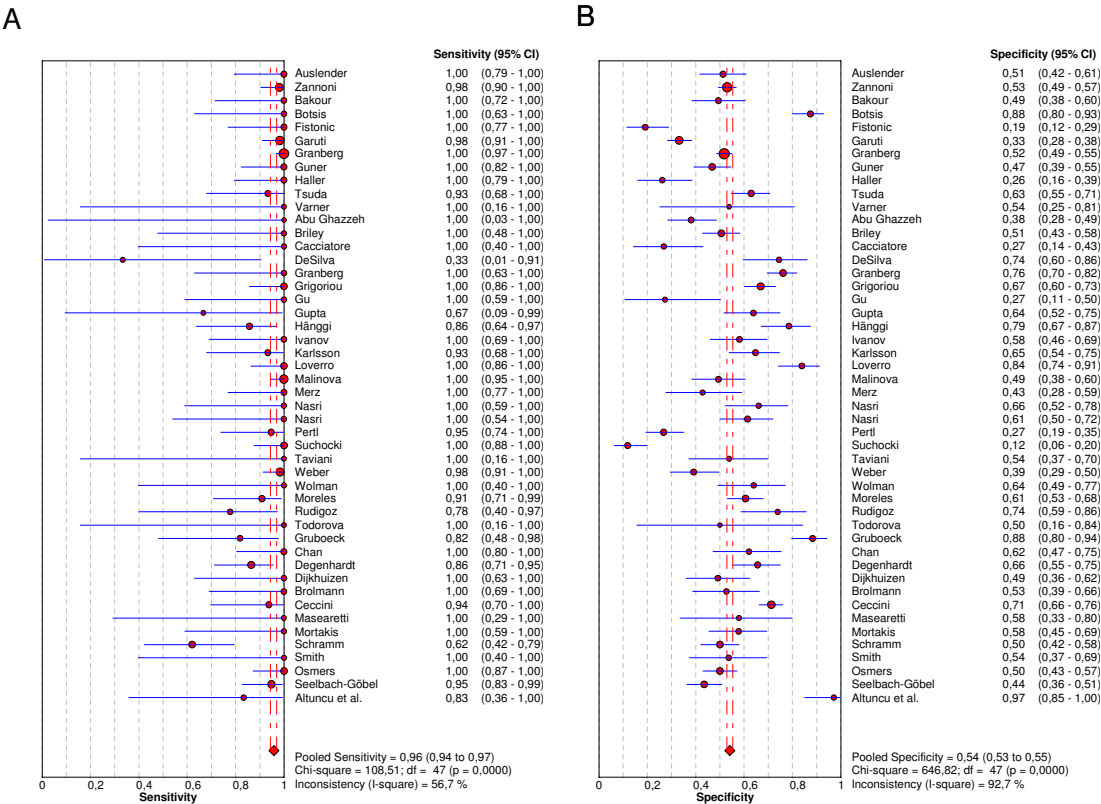 A
Sensitivity (95% CI)
Auslender 1,00 (0,79 - 1,00)
Zannoni 0,98 (0,90 - 1,00)
Bakour 1,00 (0,72 - 1,00)
Botsis 1,00 (0,63 - 1,00)
Fistonic 1,00 (0,77 - 1,00)
Garuti 0,98 (0,91 - 1,00)
Granberg 1,00 (0,97 - 1,00)
Guner 1,00 (0,82 - 1,00)
Haller 1,00 (0,79 - 1,00)
Tsuda 0,93 (0,68 - 1,00)
Varner 1,00 (0,16 - 1,00)
Abu Ghazzeh 1,00 (0,03 - 1,00)
Briley 1,00 (0,48 - 1,00)
Cacciatore 1,00 (0,40 - 1,00)
DeSilva 0,33 (0,01 - 0,91)
Granberg 1,00 (0,63 - 1,00)
Grigoriou 1,00 (0,86 - 1,00)
Gu 1,00 (0,59 - 1,00)
Gupta 0,67 (0,09 - 0,99)
Hänggi 0,86 (0,64 - 0,97)
Ivanov 1,00 (0,69 - 1,00)
Karlsson 0,93 (0,68 - 1,00)
Loverro 1,00 (0,86 - 1,00)
Malinova 1,00 (0,95 - 1,00)
Merz 1,00 (0,77 - 1,00)
Nasri 1,00 (0,59 - 1,00)
Nasri 1,00 (0,54 - 1,00)
Pertl 0,95 (0,74 - 1,00)
Suchocki 1,00 (0,88 - 1,00)
Taviani 1,00 (0,16 - 1,00)
Weber 0,98 (0,91 - 1,00)
Wolman 1,00 (0,40 - 1,00)
Moreles 0,91 (0,71 - 0,99)
Rudigoz 0,78 (0,40 - 0,97)
Todorova 1,00 (0,16 - 1,00)
Gruboeck 0,82 (0,48 - 0,98)
Chan 1,00 (0,80 - 1,00)
Degenhardt 0,86 (0,71 - 0,95)
Dijkhuizen 1,00 (0,63 - 1,00)
Brolmann 1,00 (0,69 - 1,00)
Ceccini 0,94 (0,70 - 1,00)
Masearetti 1,00 (0,29 - 1,00)
Mortakis 1,00 (0,59 - 1,00)
Schramm 0,62 (0,42 - 0,79)
Smith 1,00 (0,40 - 1,00)
Osmers 1,00 (0,87 - 1,00)
Seelbach-Göbel 0,95 (0,83 - 0,99)
Altuncu et al. 0,83 (0,36 - 1,00)
Pooled Sensitivity = 0,96 (0,94 to 0,97)
Chi-square = 108,51; df = 47 (p = 0,0000)
Inconsistency (I-square) = 56,7 %
0 0,2 0,4 0,6 0,8 1
Sensitivity
B
Specificity (95% CI)
Auslender 0,51 (0,42 - 0,61)
Zannoni 0,53 (0,49 - 0,57)
Bakour 0,49 (0,38 - 0,60)
Botsis 0,88 (0,80 - 0,93)
Fistonic 0,19 (0,12 - 0,29)
Garuti 0,33 (0,28 - 0,38)
Granberg 0,52 (0,49 - 0,55)
Guner 0,47 (0,39 - 0,55)
Haller 0,26 (0,16 - 0,39)
Tsuda 0,63 (0,55 - 0,71)
Varner 0,54 (0,25 - 0,81)
Abu Ghazzeh 0,38 (0,28 - 0,49)
Briley 0,51 (0,43 - 0,58)
Cacciatore 0,27 (0,14 - 0,43)
DeSilva 0,74 (0,60 - 0,86)
Granberg 0,76 (0,70 - 0,82)
Grigoriou 0,67 (0,60 - 0,73)
Gu 0,27 (0,11 - 0,50)
Gupta 0,64 (0,52 - 0,75)
Hänggi 0,79 (0,67 - 0,87)
Ivanov 0,58 (0,46 - 0,69)
Karlsson 0,65 (0,54 - 0,75)
Loverro 0,84 (0,74 - 0,91)
Malinova 0,49 (0,38 - 0,60)
Merz 0,43 (0,28 - 0,59)
Nasri 0,66 (0,52 - 0,78)
Nasri 0,61 (0,50 - 0,72)
Pertl 0,27 (0,19 - 0,35)
Suchocki 0,12 (0,06 - 0,20)
Taviani 0,54 (0,37 - 0,70)
Weber 0,39 (0,29 - 0,50)
Wolman 0,64 (0,49 - 0,77)
Moreles 0,61 (0,53 - 0,68)
Rudigoz 0,74 (0,59 - 0,86)
Todorova 0,50 (0,16 - 0,84)
Gruboeck 0,88 (0,80 - 0,94)
Chan 0,62 (0,47 - 0,75)
Degenhardt 0,66 (0,55 - 0,75)
Dijkhuizen 0,49 (0,36 - 0,62)
Brolmann 0,53 (0,39 - 0,66)
Ceccini 0,71 (0,66 - 0,76)
Masearetti 0,58 (0,33 - 0,80)
Mortakis 0,58 (0,45 - 0,69)
Schramm 0,50 (0,42 - 0,58)
Smith 0,54 (0,37 - 0,69)
Osmers 0,50 (0,43 - 0,57)
Seelbach-Göbel 0,44 (0,36 - 0,51)
Altuncu et al. 0,97 (0,85 - 1,00)
Pooled Specificity = 0,54 (0,53 to 0,55)
Chi-square = 646,82; df = 47 (p = 0,0000)
Inconsistency (I-square) = 92,7 %
0 0,2 0,4 0,6 0,8 1
Specificity